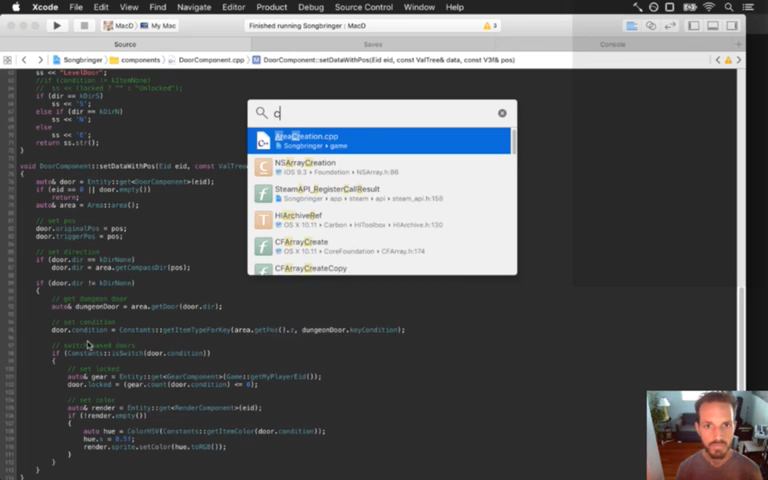 Xcode File Edit View Find Navigate Editor Product Debug Source Control Window Help
MacD My Mac Finished running Songbringer : MacD 3
Source Saves Console
Songbringer components DoorComponent.cpp DoorComponent::setDataWithPos(Eid eid, const ValTree& data, const V3f& pos)
c
AreaCreation.cpp
Songbringer › game
NSArrayCreation
iOS 9.3 › Foundation › NSArray.h:86
SteamAPI_RegisterCallResult
Songbringer › app › steam › steam_api.h:158
HIArchiveRef
OS X 10.11 › Carbon › HIToolbox › HIArchive.h:130
CFArrayCreate
OS X 10.11 › CoreFoundation › CFArray.h:174
CFArrayCreateCopy
ss << "LevelDoor";
//if (condition != kItemNone)
// ss << (locked ? "" : "Unlocked");
if (dir == kDirS)
ss << 'S';
else if (dir == kDirN)
ss << 'N';
else
ss << 'E';
return ss.str();
void DoorComponent::setDataWithPos(Eid eid, const ValTree
auto& door = Entity::get<DoorComponent>(eid);
if (eid == 0 || door.empty())
return;
auto& area = Area::area();
// set pos
door.originalPos = pos;
door.triggerPos = pos;
// set direction
if (door.dir == kDirNone)
door.dir = area.getCompassDir(pos);
if (door.dir != kDirNone)
{
// get dungeon door
auto& dungeonDoor = area.getDoor(door.dir);
// set condition
door.condition = Constants::getItemTypeForKey(area.getPos().z, dungeonDoor.keyCondition);
// switch based doors
if (Constants::isSwitch(door.condition))
{
// set locked
auto& gear = Entity::get<GearComponent>(Game::getMyPlayerEid());
door.locked = (gear.count(door.condition) <= 0);
// set color
auto& render = Entity::get<RenderComponent>(eid);
if (!render.empty())
{
auto hue = ColorHSV(Constants::getItemColor(door.condition));
hue.s = 0.5f;
render.sprite.setColor(hue.toRGB());
}
}
}
}